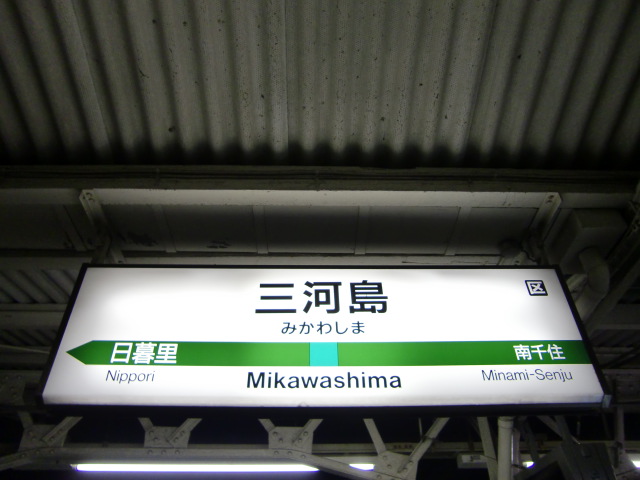 三河島
区
みかわしま
日暮里
南千住
Nippori
Mikawashima
Minami-Senju